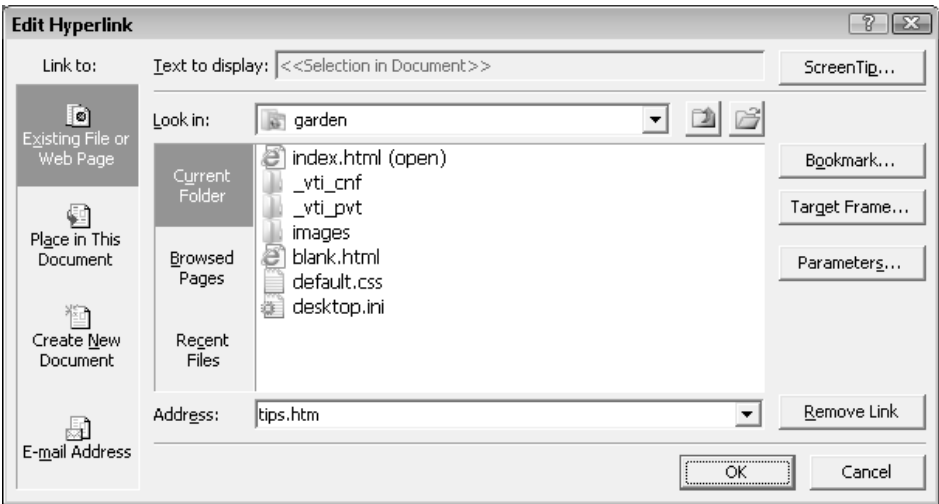 Edit Hyperlink
?
Link to:
Text to display:
<<Selection in Document>>
ScreenTip...
Existing File or
Web Page
Place in This
Document
Create New
Document
E-mail Address
Look in:
garden
Current
Folder
Browsed
Pages
Recent
Files
index.html (open)
_vti_cnf
_vti_pvt
images
blank.html
default.css
desktop.ini
Bookmark...
Target Frame...
Parameters...
Address:
tips.htm
Remove Link
OK
Cancel